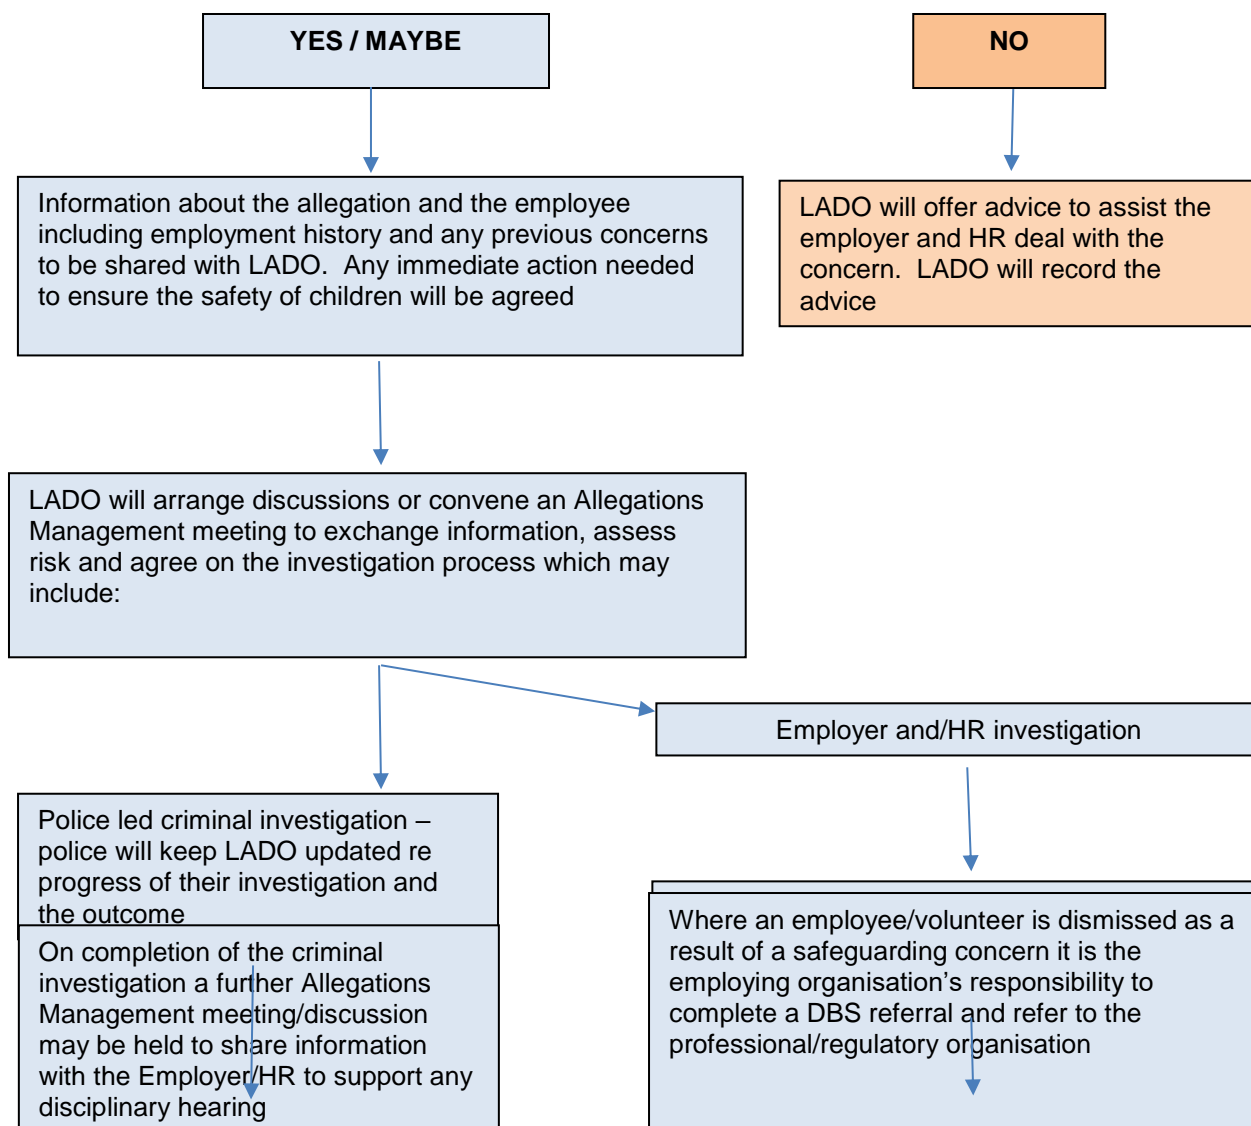 YES / MAYBE
NO
Information about the allegation and the employee
including employment history and any previous concerns
to be shared with LADO.  Any immediate action needed
to ensure the safety of children will be agreed
LADO will offer advice to assist the
employer and HR deal with the
concern.  LADO will record the
advice
LADO will arrange discussions or convene an Allegations
Management meeting to exchange information, assess
risk and agree on the investigation process which may
include:
Employer and/HR investigation
Police led criminal investigation –
police will keep LADO updated re
progress of their investigation and
the outcome
On completion of the criminal
investigation a further Allegations
Management meeting/discussion
may be held to share information
with the Employer/HR to support any
disciplinary hearing
Where an employee/volunteer is dismissed as a
result of a safeguarding concern it is the
employing organisation’s responsibility to
complete a DBS referral and refer to the
professional/regulatory organisation